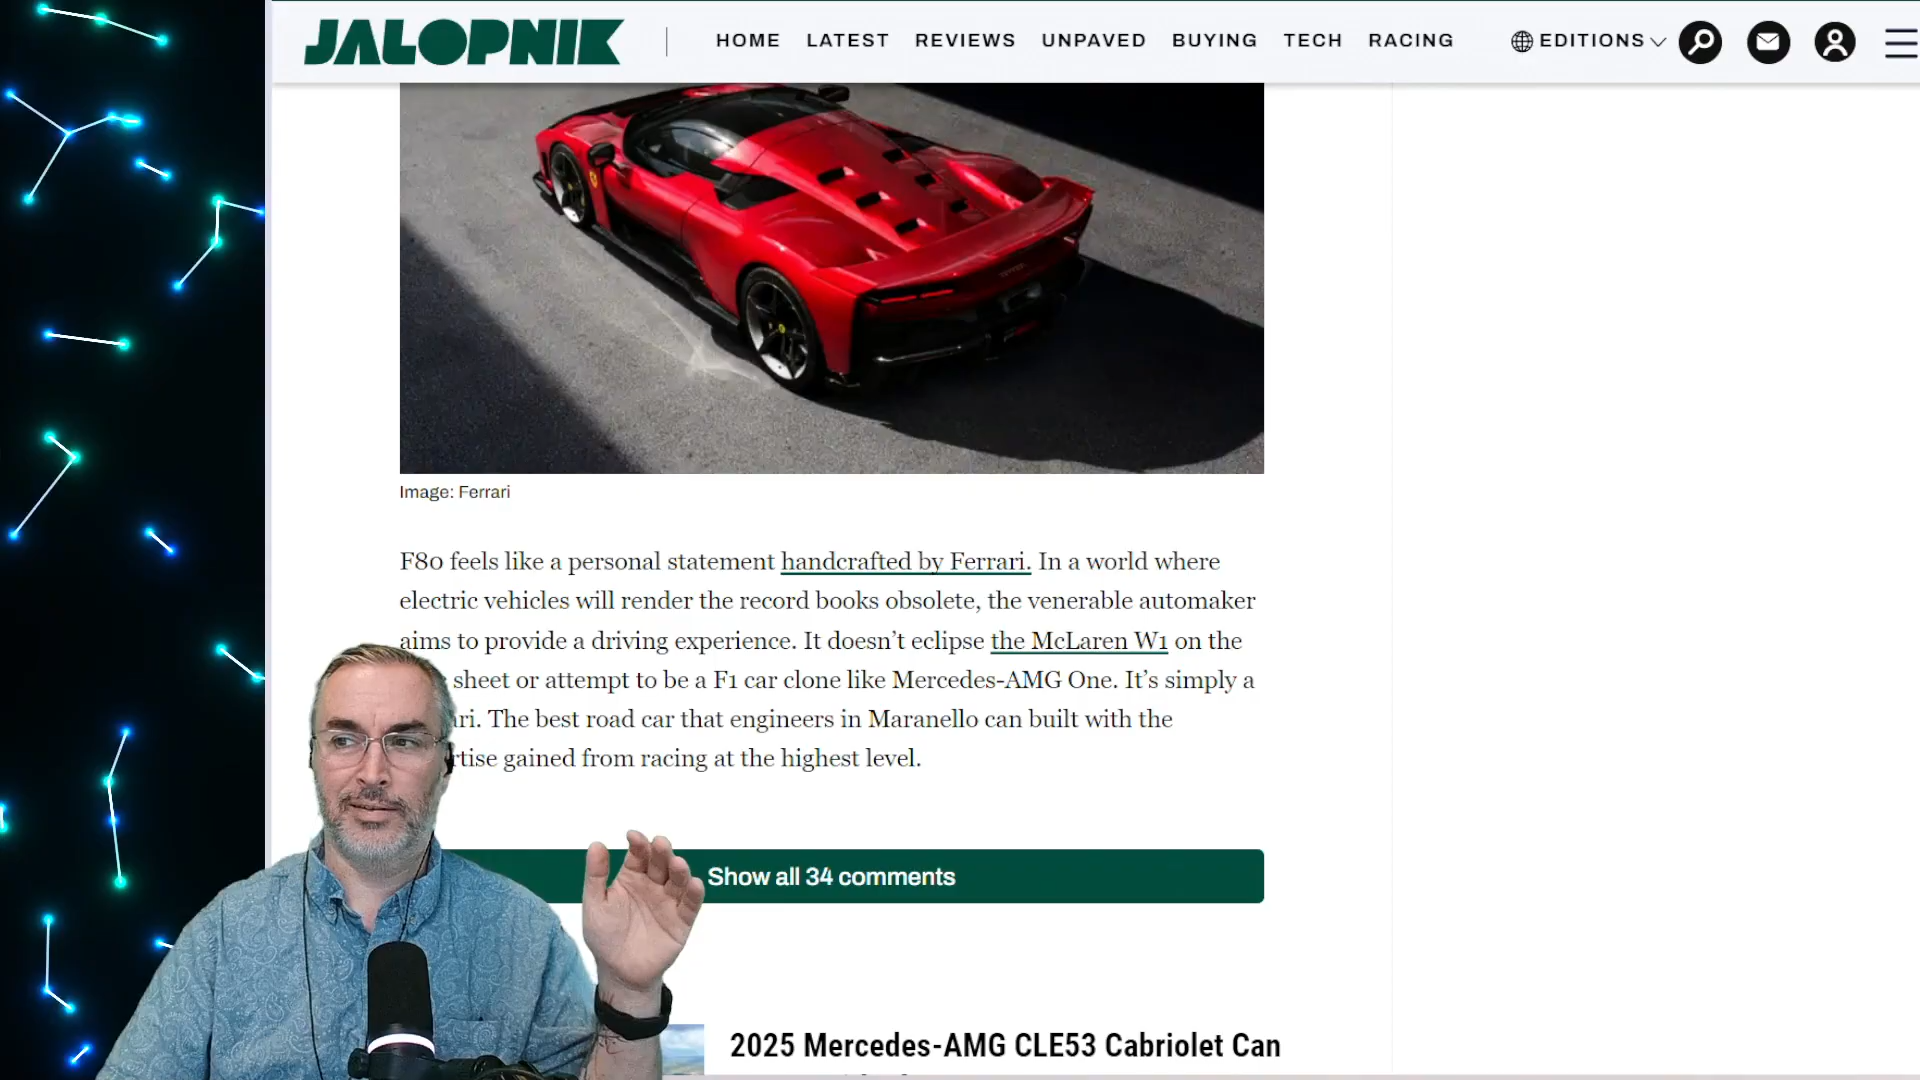 JALOPNIK
HOME LATEST REVIEWS UNPAVED BUYING TECH RACING EDITIONS
Image: Ferrari
F80 feels like a personal statement handcrafted by Ferrari. In a world where
electric vehicles will render the record books obsolete, the venerable automaker
aims to provide a driving experience. It doesn’t eclipse the McLaren W1 on the
sheet or attempt to be a F1 car clone like Mercedes-AMG One. It’s simply a
ri. The best road car that engineers in Maranello can built with the
rtise gained from racing at the highest level.
Show all 34 comments
2025 Mercedes-AMG CLE53 Cabriolet Can